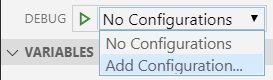 DEBUG No Configurations
No Configurations
VARIABLES Add Configuration...